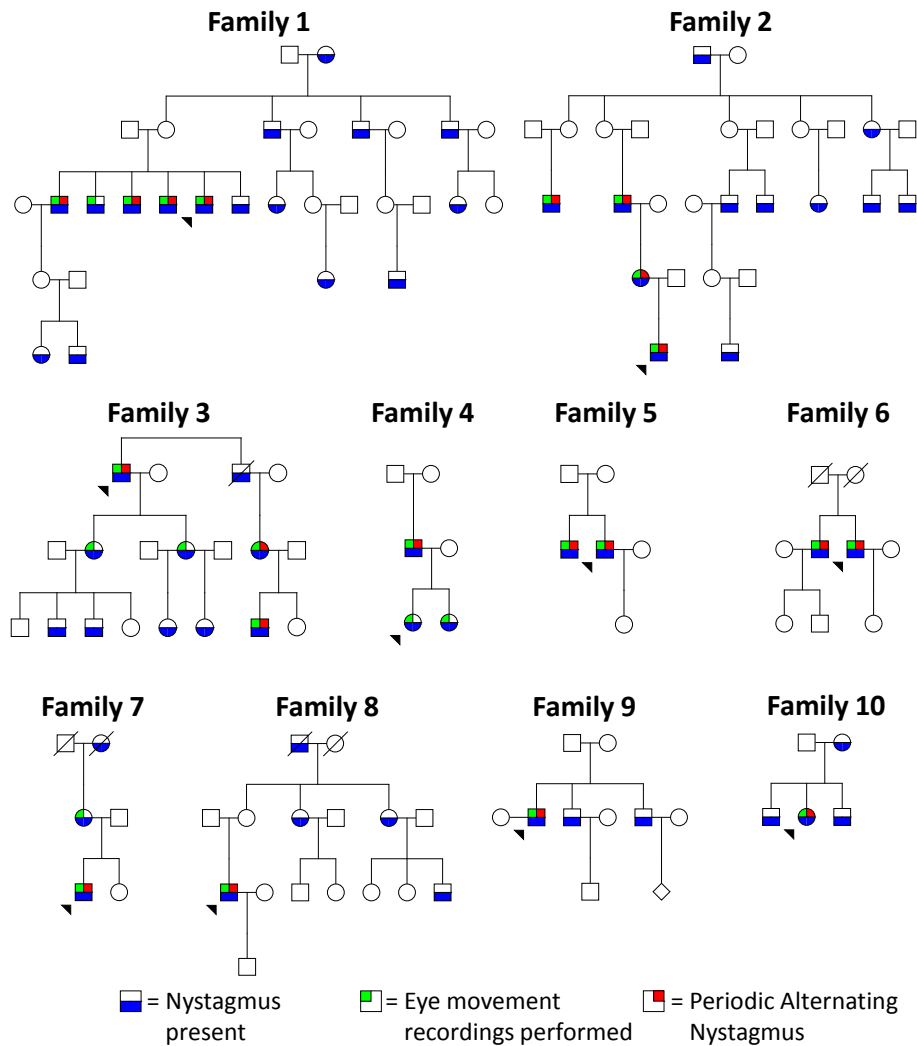 Family 1
Family 2
Family 3
Family 4
Family 5
Family 6
Family 7
Family 8
Family 9
Family 10
= Nystagmus present
= Eye movement recordings performed
= Periodic Alternating Nystagmus